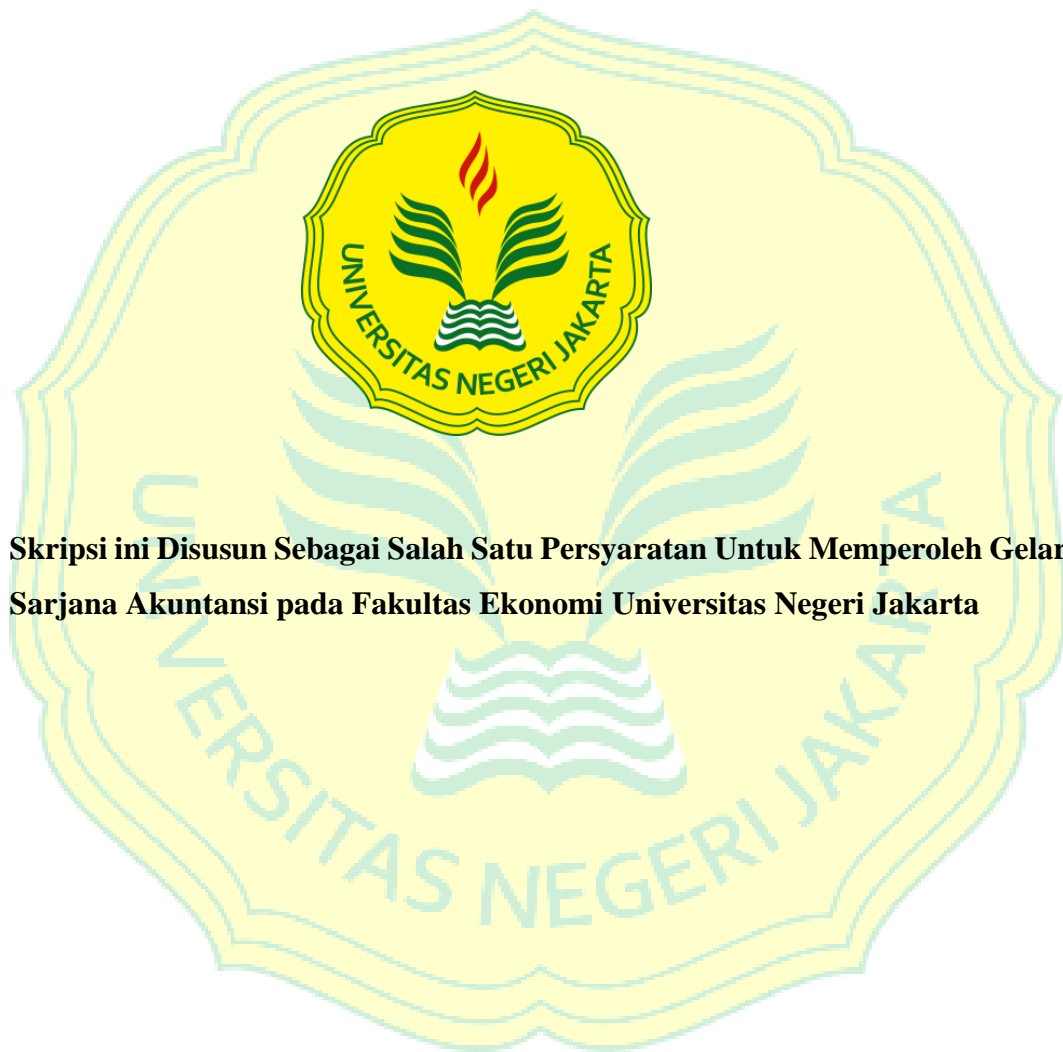 UNIVERSITAS NEGERI JAKARTA
Skripsi ini Disusun Sebagai Salah Satu Persyaratan Untuk Memperoleh Gelar
Sarjana Akuntansi pada Fakultas Ekonomi Universitas Negeri Jakarta
UNIVERSITAS NEGERI JAKARTA